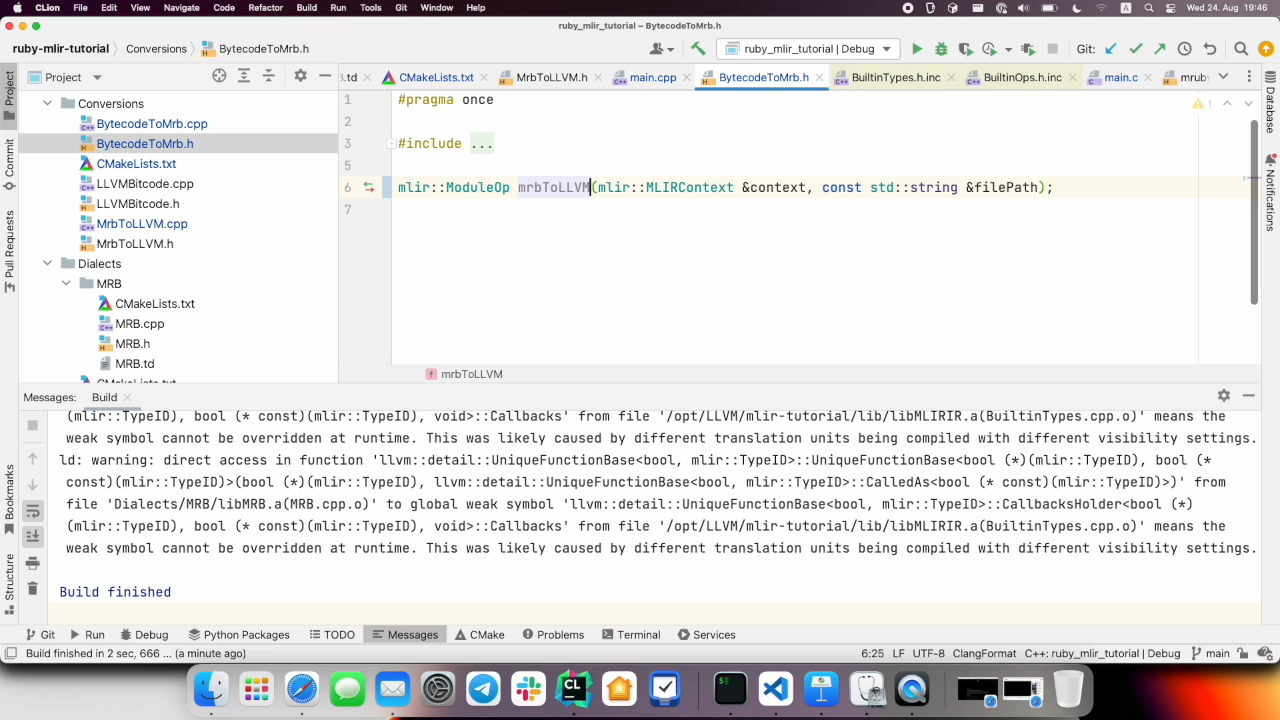 CLion File Edit View Navigate Code Refactor Build Run Tools Git Window Help A Wed 24. Aug 19:46
ruby_mlir_tutorial – BytecodeToMrb.h
ruby-mlir-tutorial Conversions BytecodeToMrb.h ruby_mlir_tutorial | Debug Git:
Project .td CMakeLists.txt MrbToLLVM.h main.cpp BytecodeToMrb.h BuiltinTypes.h.inc BuiltinOps.h.inc main.c mrub
Project
Commit
Pull Requests
Bookmarks
Structure
Database
Notifications
Conversions
BytecodeToMrb.cpp
BytecodeToMrb.h
CMakeLists.txt
LLVMBitcode.cpp
LLVMBitcode.h
MrbToLLVM.cpp
MrbToLLVM.h
Dialects
MRB
CMakeLists.txt
MRB.cpp
MRB.h
MRB.td
CMakeLists.txt
1 #pragma once 1
2
3 #include ...
5
6 mlir::ModuleOp mrbToLLVM(mlir::MLIRContext &context, const std::string &filePath);
7
f mrbToLLVM
Messages: Build
(mlir::TypeID), bool (* const)(mlir::TypeID), void>::Callbacks' from file '/opt/LLVM/mlir-tutorial/lib/libMLIRIR.a(BuiltinTypes.cpp.o)' means the
weak symbol cannot be overridden at runtime. This was likely caused by different translation units being compiled with different visibility settings.
ld: warning: direct access in function 'llvm::detail::UniqueFunctionBase<bool, mlir::TypeID>::UniqueFunctionBase<bool (*)(mlir::TypeID), bool (*
const)(mlir::TypeID)>(bool (*)(mlir::TypeID), llvm::detail::UniqueFunctionBase<bool, mlir::TypeID>::CalledAs<bool (* const)(mlir::TypeID)>)' from
file 'Dialects/MRB/libMRB.a(MRB.cpp.o)' to global weak symbol 'llvm::detail::UniqueFunctionBase<bool, mlir::TypeID>::CallbacksHolder<bool (*)
(mlir::TypeID), bool (* const)(mlir::TypeID), void>::Callbacks' from file '/opt/LLVM/mlir-tutorial/lib/libMLIRIR.a(BuiltinTypes.cpp.o)' means the
weak symbol cannot be overridden at runtime. This was likely caused by different translation units being compiled with different visibility settings.
Build finished
Git Run Debug Python Packages TODO Messages CMake Problems Terminal Services
Build finished in 2 sec, 666 ... (a minute ago) 6:25 LF UTF-8 ClangFormat C++: ruby_mlir_tutorial | Debug main
CL